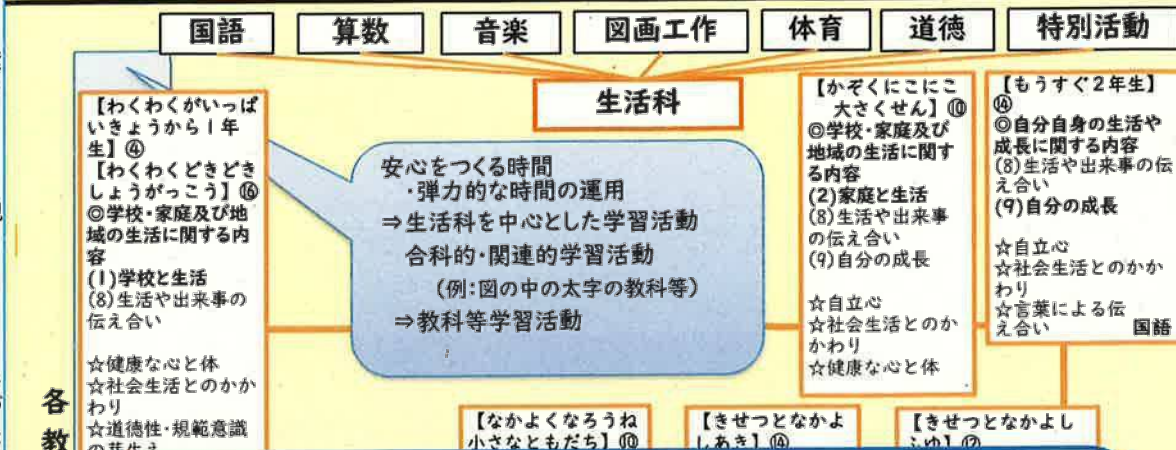 国語
算数
音楽
図画工作
体育
道徳
特別活動
生活科
【わくわくがいっぱ
いきょうから1年
生】④
【わくわくどきどき
しょうがっこう】⑯
◎学校・家庭及び地
域の生活に関する内
容
(1)学校と生活
(8)生活や出来事の
伝え合い
☆健康な心と体
☆社会生活とのかか
わり
☆道徳性・規範意識
安心をつくる時間
・弾力的な時間の運用
⇒生活科を中心とした学習活動
合科的・関連的学習活動
(例:図の中の太字の教科等)
⇒教科等学習活動
【かぞくにこにこ
大さくせん】⑩
◎学校・家庭及び
地域の生活に関す
る内容
(2)家庭と生活
(8)生活や出来事
の伝え合い
(9)自分の成長
☆自立心
☆社会生活とのか
かわり
☆健康な心と体
【もうすぐ2年生】
⑭
◎自分自身の生活や
成長に関する内容
(8)生活や出来事の伝
え合い
(9)自分の成長
☆自立心
☆社会生活とのかか
わり
☆言葉による伝
え合い
国語
【なかよくなろうね
小さなともだち】⑩
【きせつとなかよ
しあき】⑭
【きせつとなかよし
ふゆ】⑫
各
教